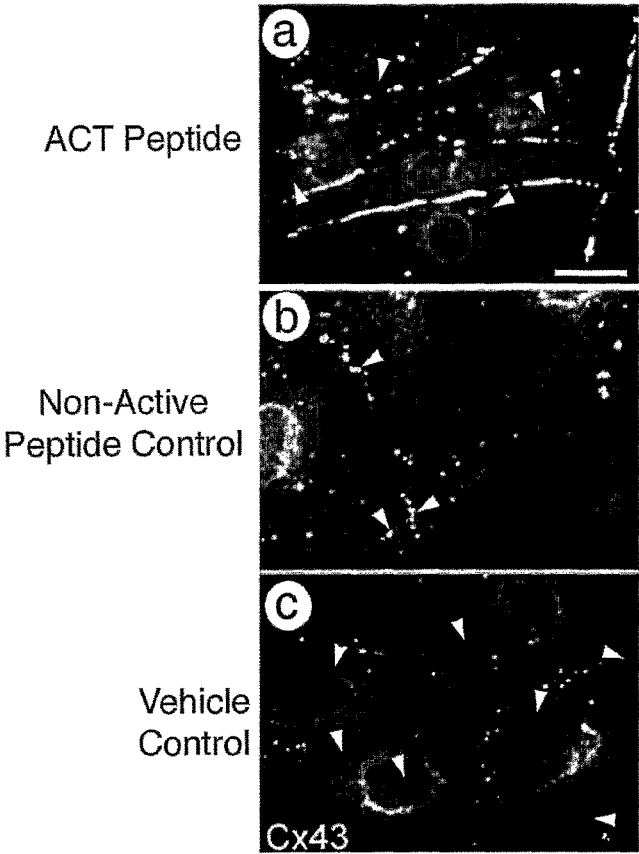 a
ACT Peptide
b
Non-Active
Peptide Control
c
Vehicle
Control
Cx43